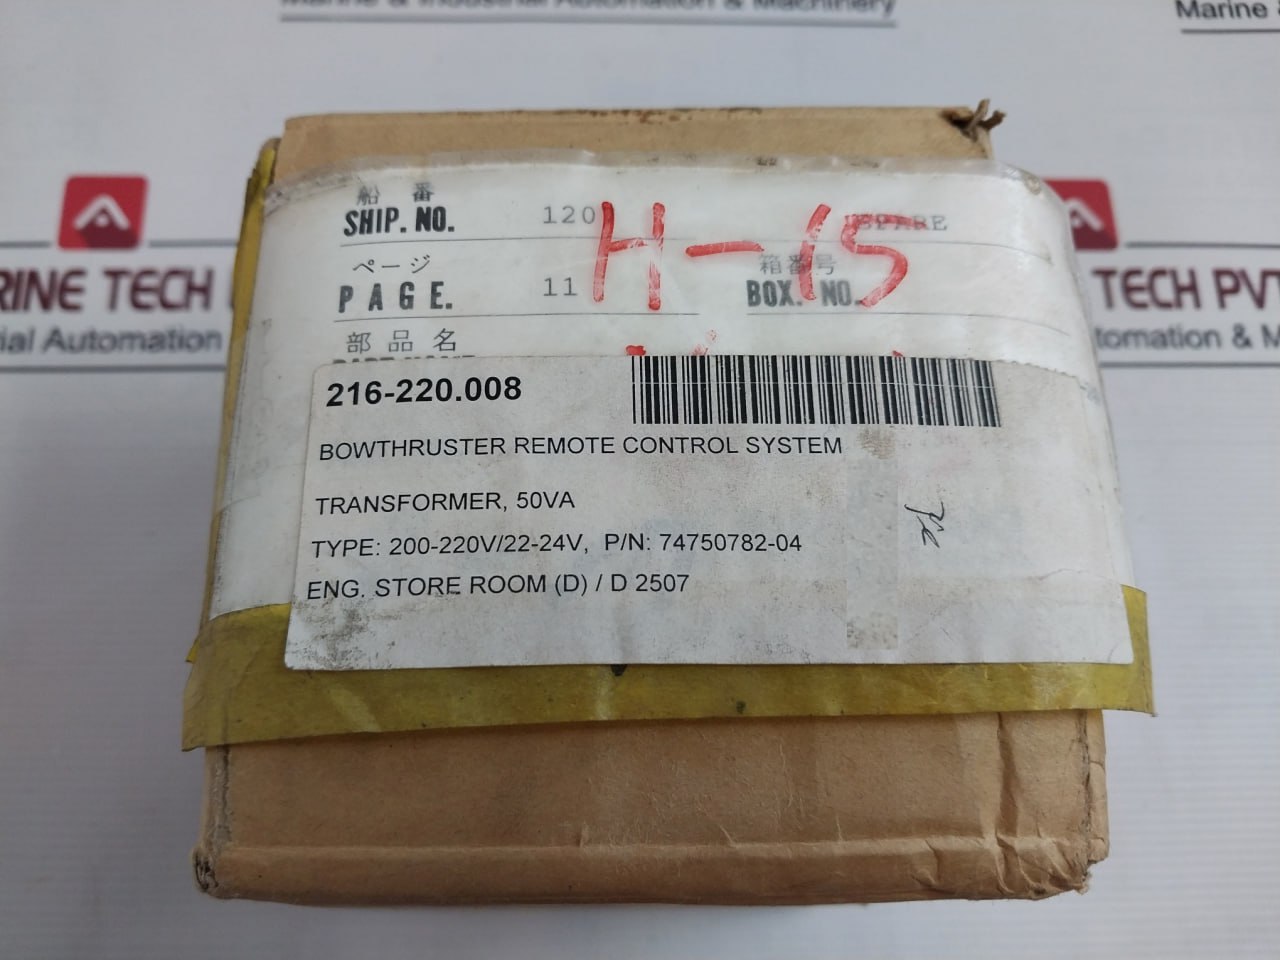 Marine & Industrial Automation & Machinery
Marine &
船 番
SHIP. NO. 120 SPARE
H-15
ページ
PAGE. 11
箱番号
BOX. NO.
部 品 名
216-220.008
BOWTHRUSTER REMOTE CONTROL SYSTEM
TRANSFORMER, 50VA
TYPE: 200-220V/22-24V, P/N: 74750782-04
ENG. STORE ROOM (D) / D 2507
RINE TECH
ial Automation
TECH PVT
tomation & M